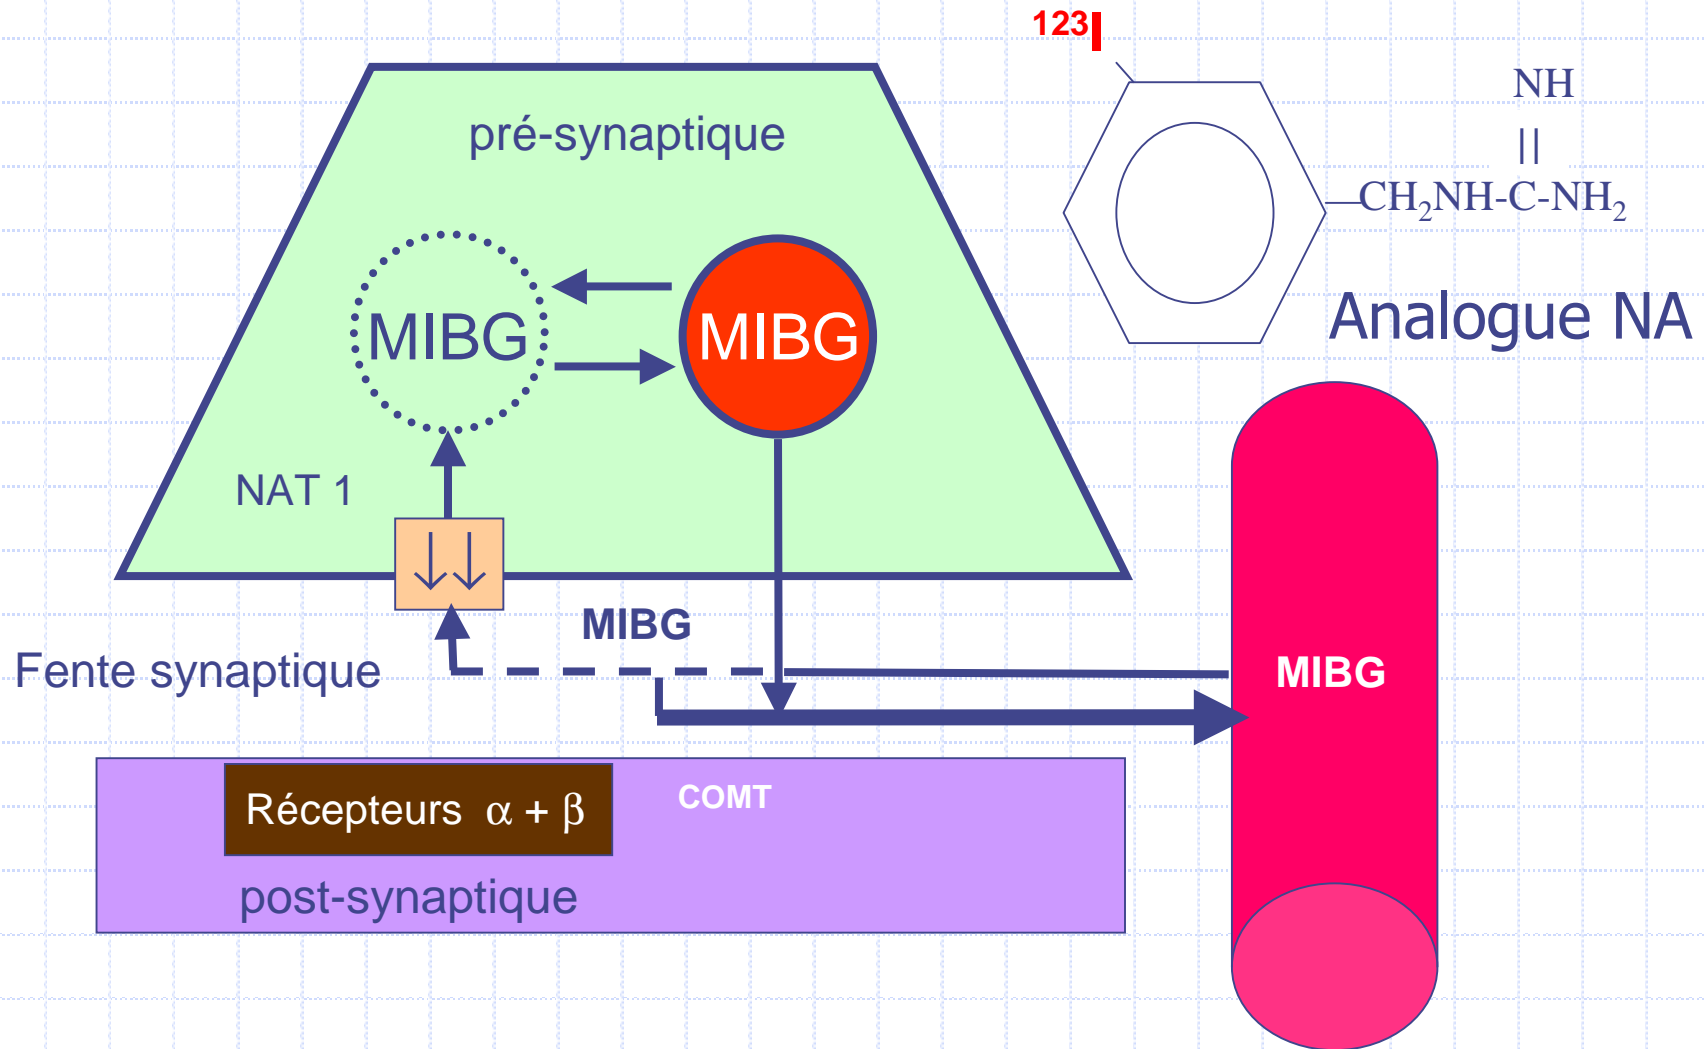 123I
NH
||
CH2NH-C-NH2
Analogue NA
pré-synaptique
MIBG
MIBG
NAT 1
↓↓
MIBG
Fente synaptique
MIBG
Récepteurs α + β
COMT
post-synaptique